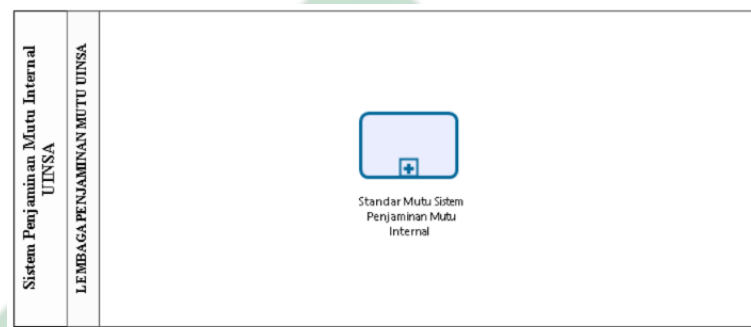 Sistem Penjaminan Mutu Internal
UINSA
LEMBAGA PENJAMINAN MUTU UINSA
Standar Mutu Sistem
Penjaminan Mutu
Internal